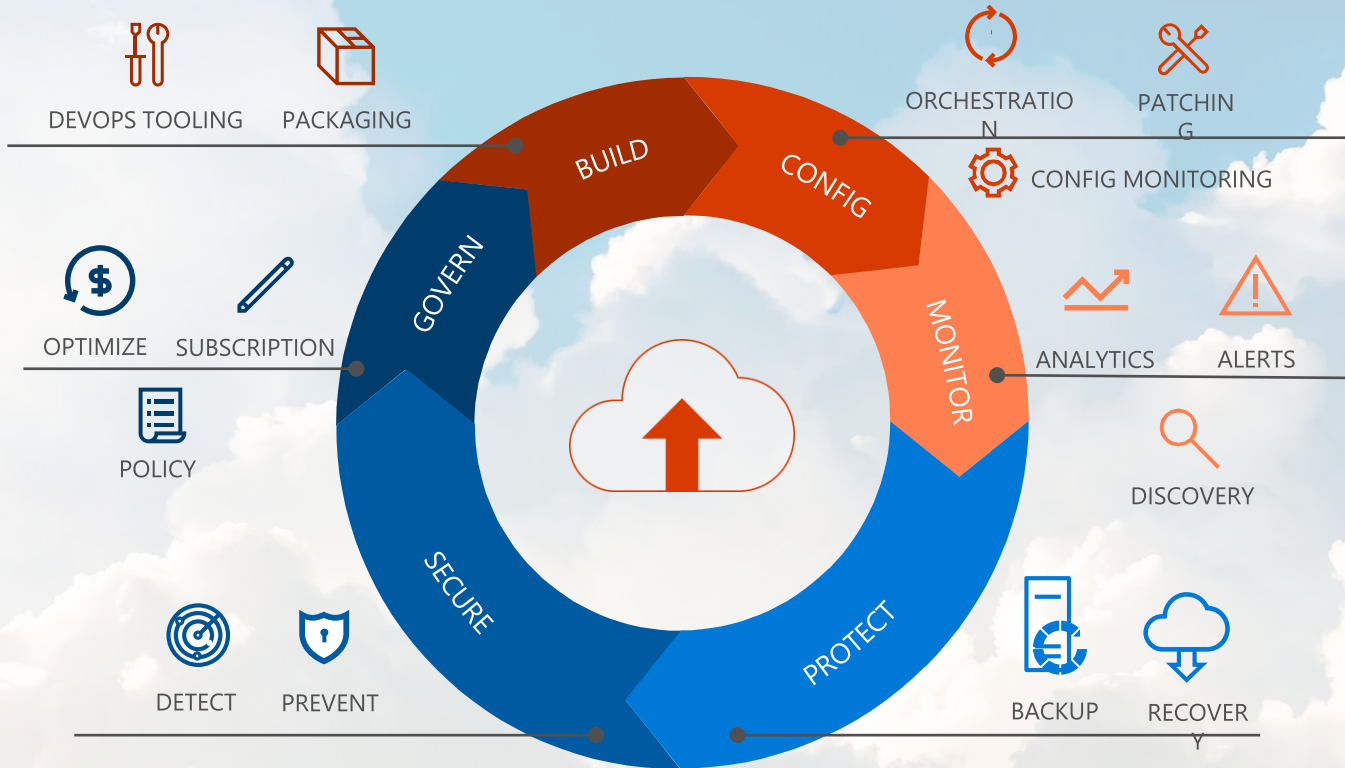 DEVOPS TOOLING
PACKAGING
ORCHESTRATIO
N
PATCHIN
G
CONFIG MONITORING
BUILD
CONFIG
GOVERN
MONITOR
OPTIMIZE
SUBSCRIPTION
ANALYTICS
ALERTS
POLICY
DISCOVERY
SECURE
PROTECT
DETECT
PREVENT
BACKUP
RECOVER
Y